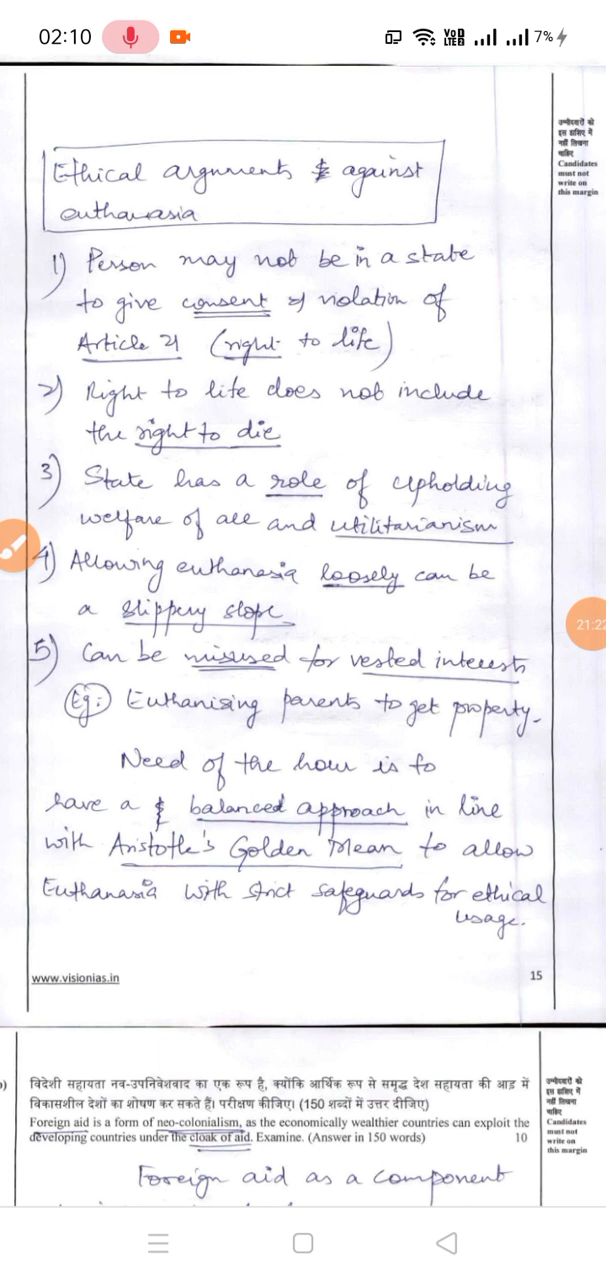 02:10
VoD
LTE2
7%
उम्मीदवारों को
इस हाशिए में
नहीं लिखना
चाहिए
Candidates
must not
write on
this margin
Ethical arguments against
euthanasia
1) Person may not be in a state
to give consent & violation of
Article 21 (right to life)
2) Right to life does not include
the right to die
3) State has a role of upholding
welfare of all and utilitarianism
4) Allowing euthanasia loosely can be
a slippery slope
5) Can be misused for vested interests
Eg: Euthanising parents to get property.
Need of the hour is to
have a balanced approach in line
with Aristotle's Golden Mean to allow
Euthanasia with strict safeguards for ethical
usage.
21:22
www.visionias.in
15
b) विदेशी सहायता नव-उपनिवेशवाद का एक रूप है, क्योंकि आर्थिक रूप से समृद्ध देश सहायता की आड़ में
विकासशील देशों का शोषण कर सकते हैं। परीक्षण कीजिए। (150 शब्दों में उत्तर दीजिए)
Foreign aid is a form of neo-colonialism, as the economically wealthier countries can exploit the
developing countries under the cloak of aid. Examine. (Answer in 150 words) 10
उम्मीदवारों को
इस हाशिए में
नहीं लिखना
चाहिए
Candidates
must not
write on
this margin
Foreign aid as a component